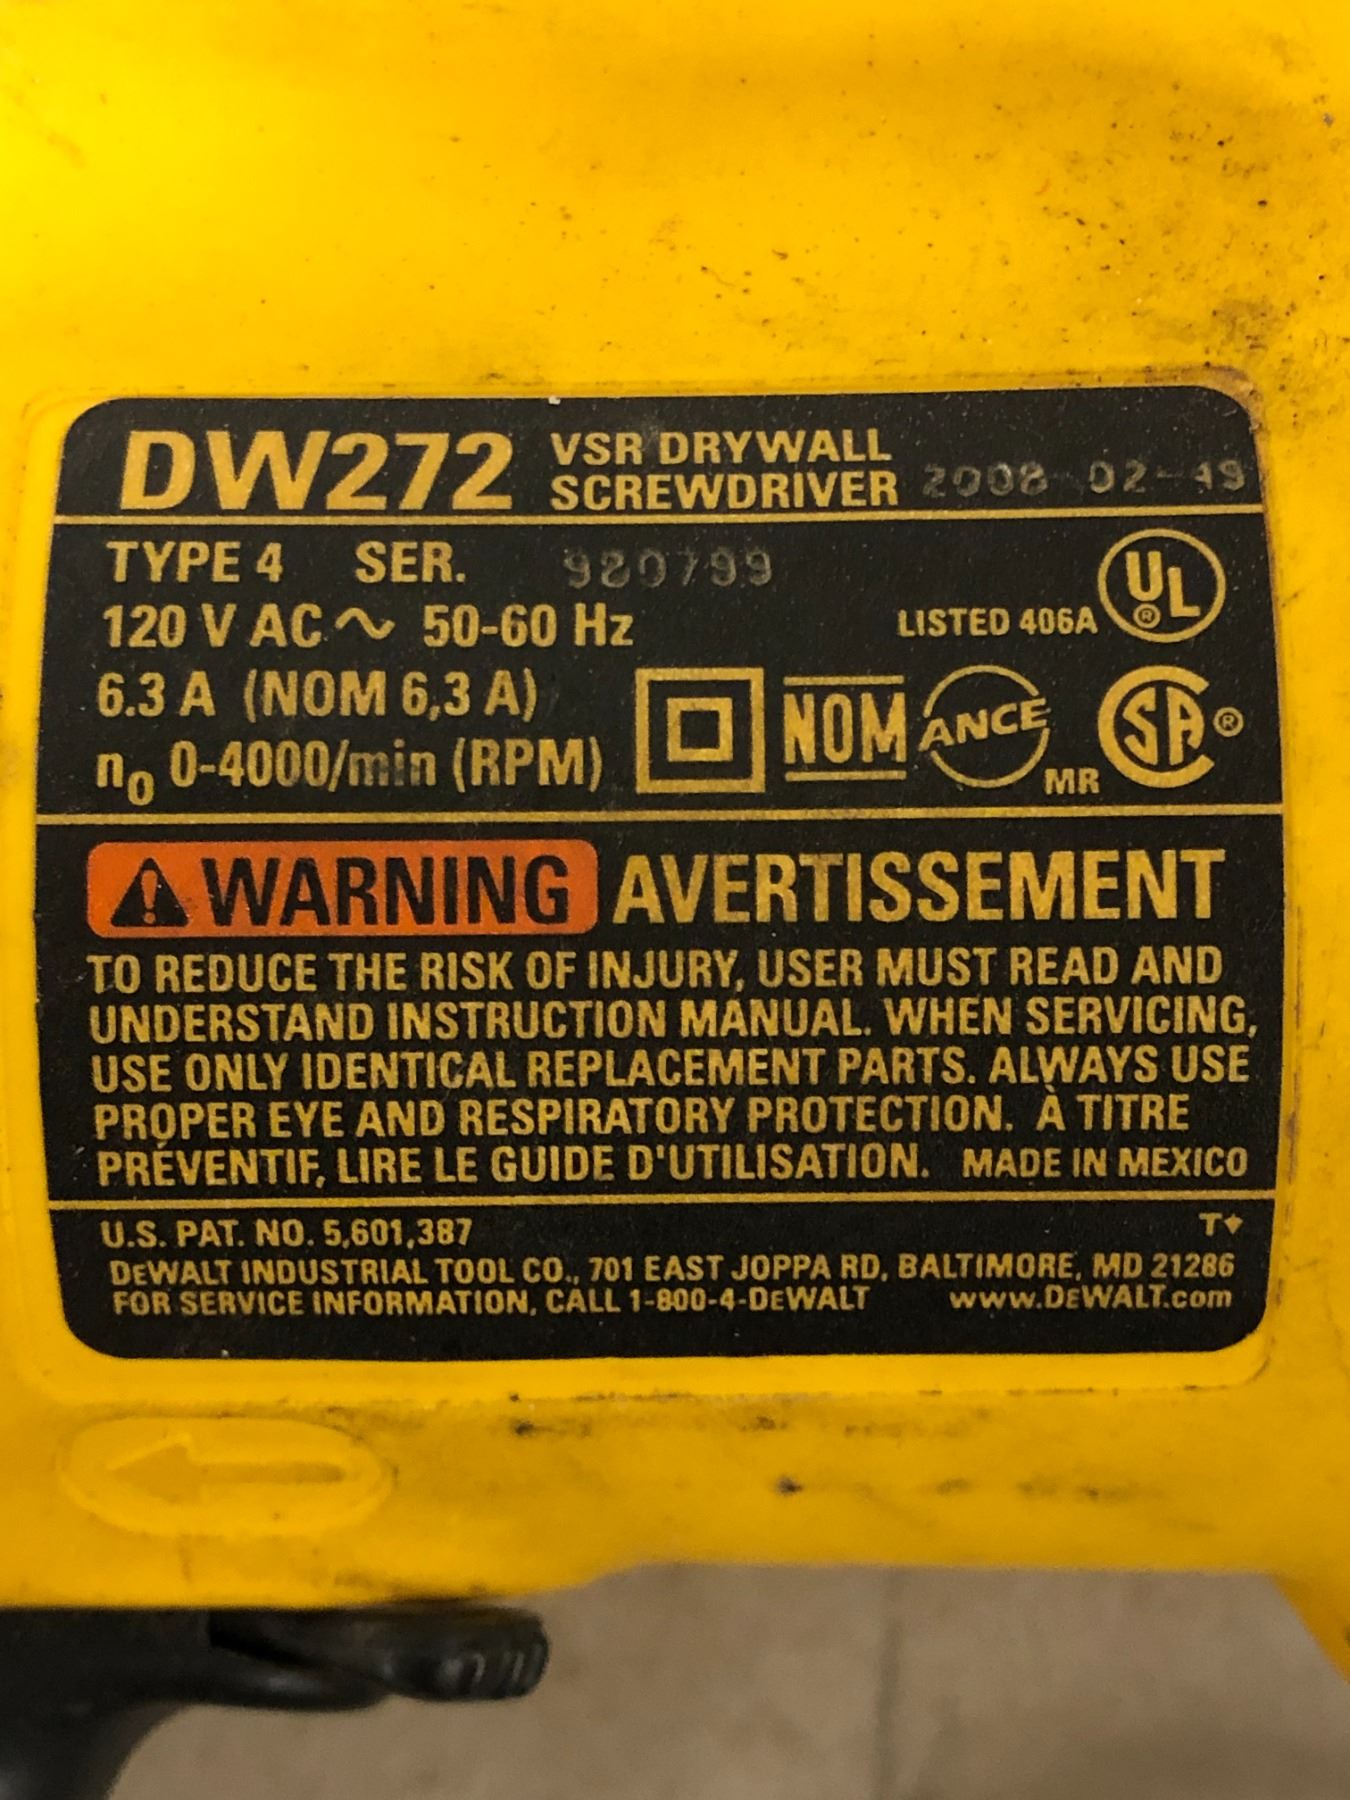 DW272 VSR DRYWALL SCREWDRIVER 2008 02-49
TYPE 4 SER. 980799
120 V AC ~ 50-60 Hz
LISTED 406A UL ®
6.3 A (NOM 6,3 A)
n0 0-4000/min (RPM)
NOM ANCE MR SA ®
WARNING AVERTISSEMENT
TO REDUCE THE RISK OF INJURY, USER MUST READ AND
UNDERSTAND INSTRUCTION MANUAL. WHEN SERVICING,
USE ONLY IDENTICAL REPLACEMENT PARTS. ALWAYS USE
PROPER EYE AND RESPIRATORY PROTECTION. À TITRE
PRÉVENTIF, LIRE LE GUIDE D'UTILISATION. MADE IN MEXICO
U.S. PAT. NO. 5,601,387 T
DEWALT INDUSTRIAL TOOL CO., 701 EAST JOPPA RD. BALTIMORE, MD 21286
FOR SERVICE INFORMATION, CALL 1-800-4-DEWALT www.DEWALT.com